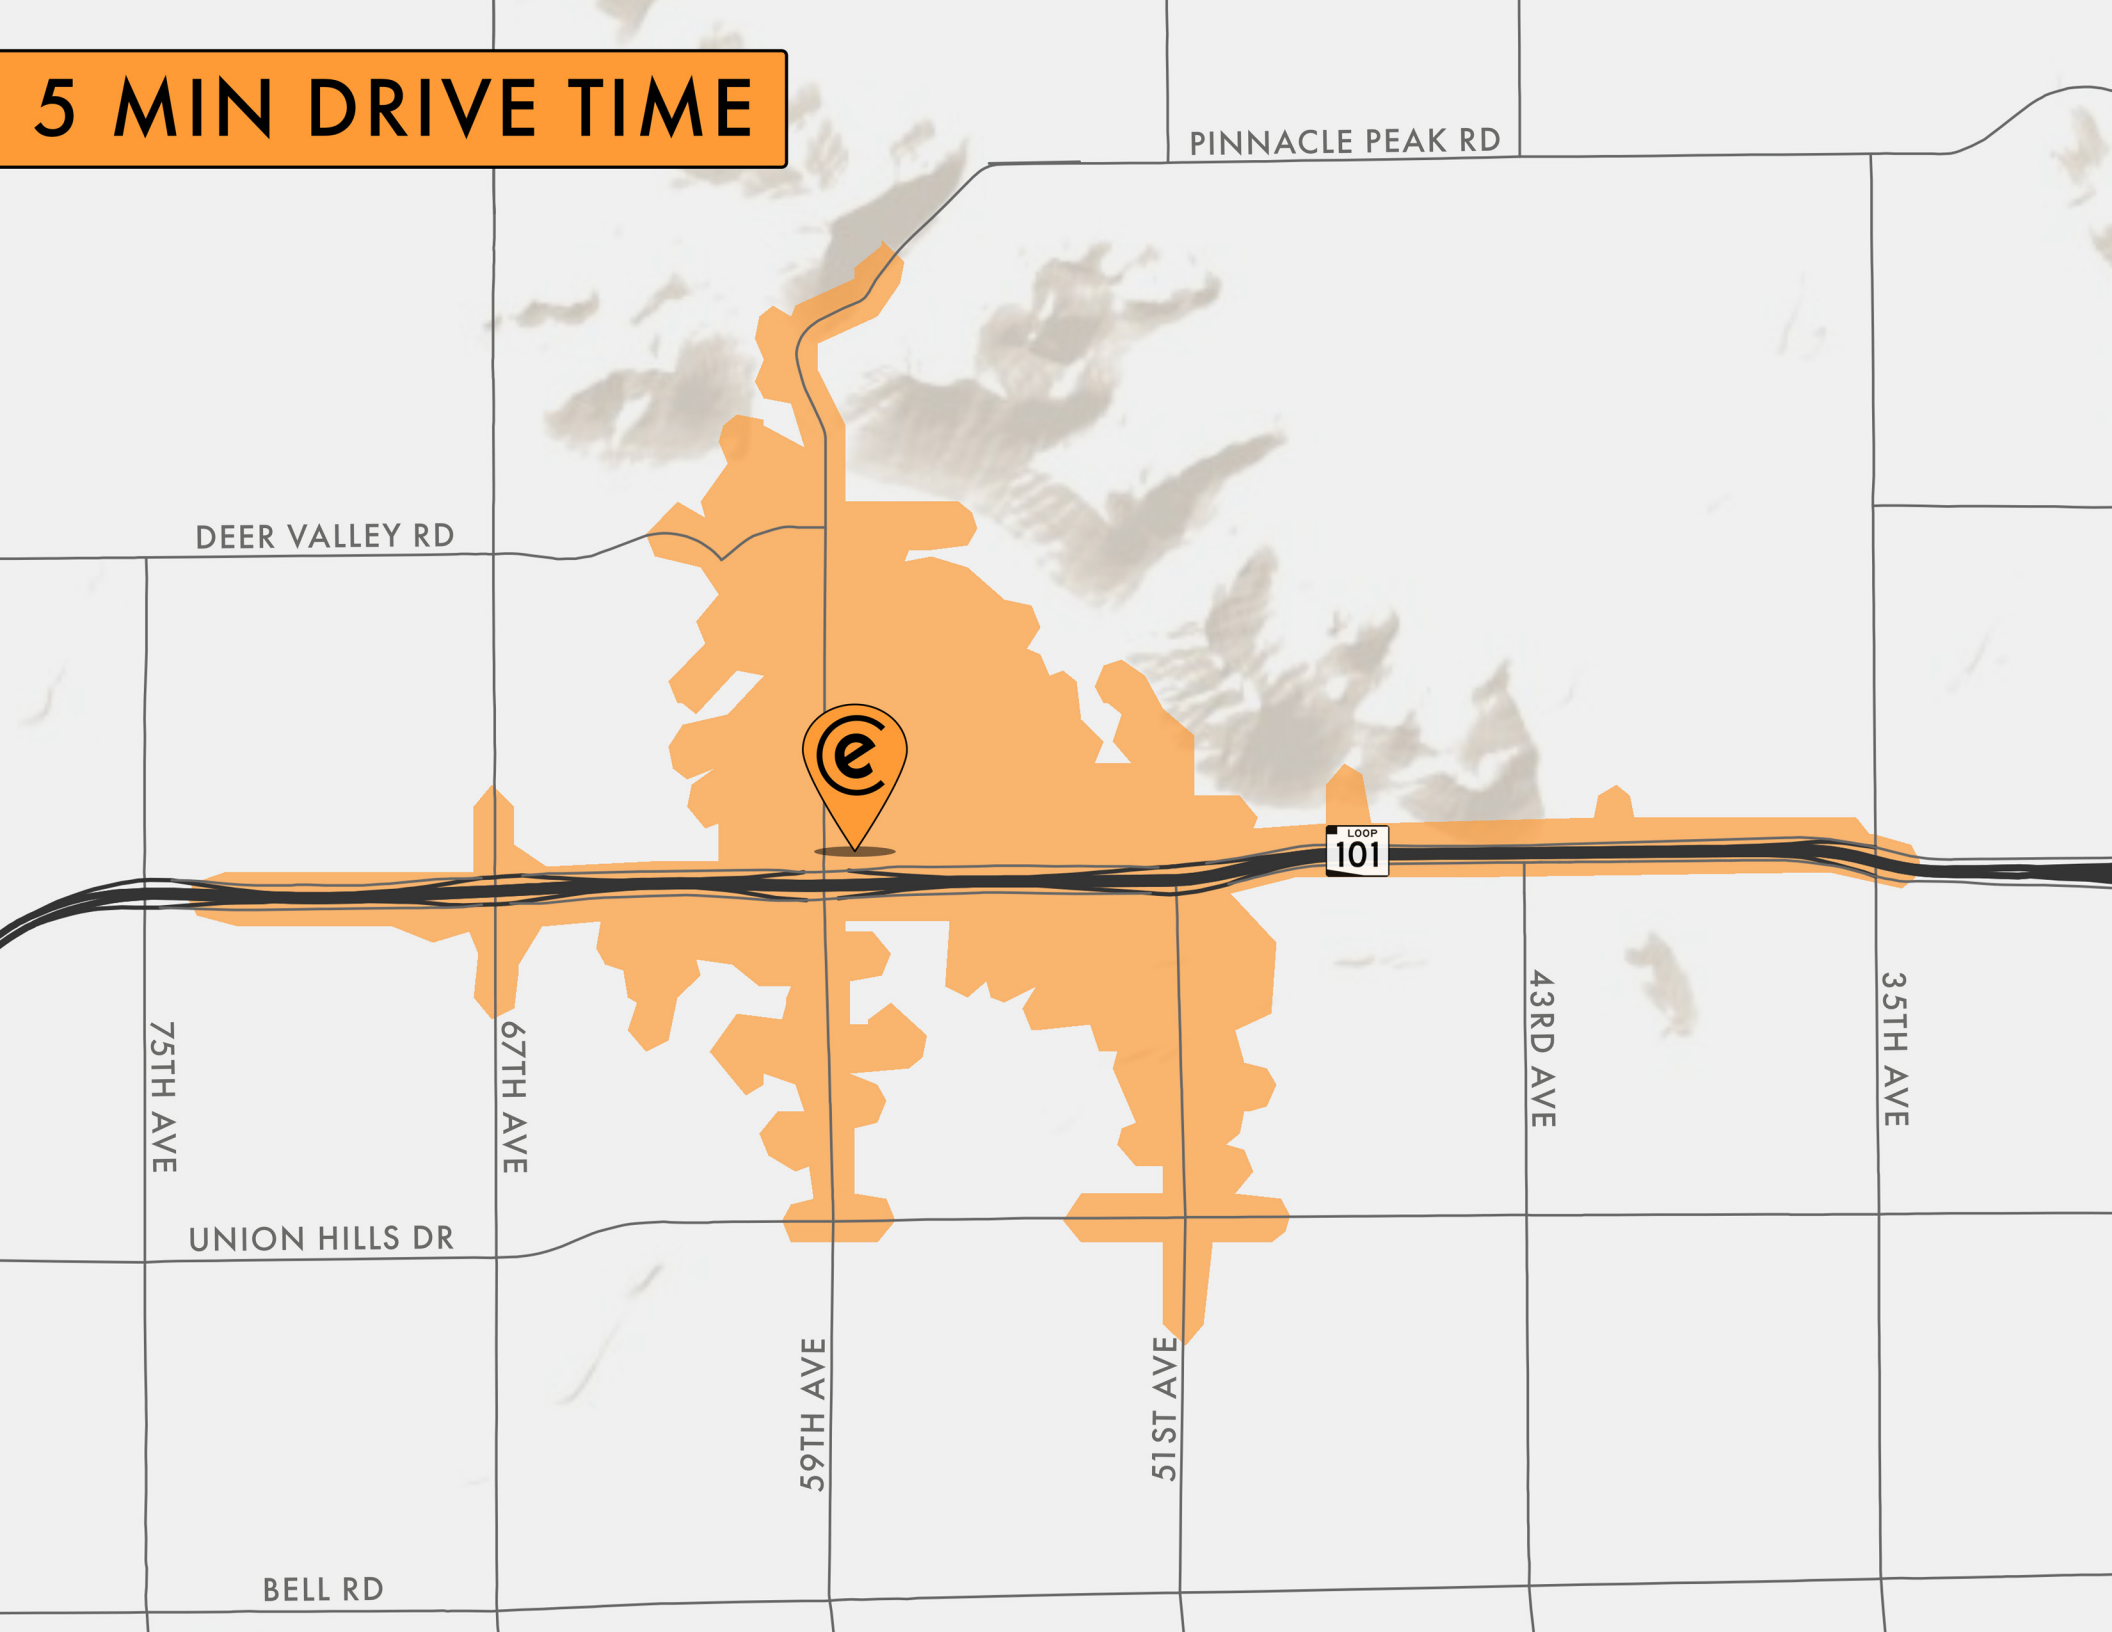 5 MIN DRIVE TIME
PINNACLE PEAK RD
DEER VALLEY RD
LOOP
101
75TH AVE
67TH AVE
43RD AVE
35TH AVE
UNION HILLS DR
59TH AVE
51ST AVE
BELL RD